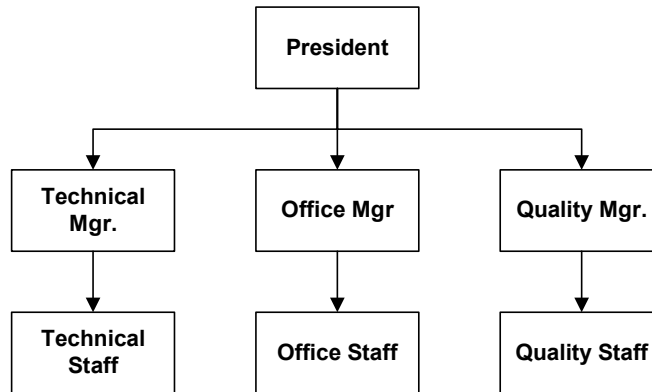 President
Technical
Mgr.
Office Mgr
Quality Mgr.
Technical
Staff
Office Staff
Quality Staff